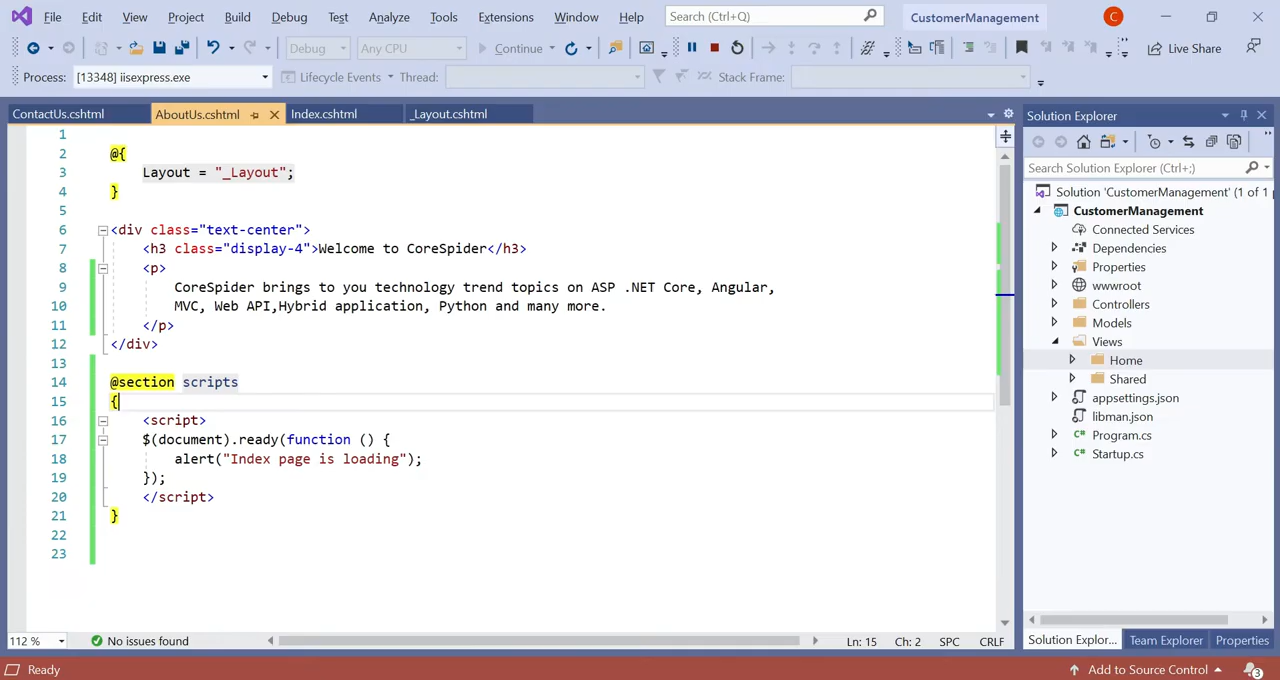 File Edit View Project Build Debug Test Analyze Tools Extensions Window Help Search (Ctrl+Q) CustomerManagement C
Debug Any CPU Continue Live Share
Process: [13348] iisexpress.exe Lifecycle Events Thread: Stack Frame:
ContactUs.cshtml AboutUs.cshtml Index.cshtml _Layout.cshtml
1
2 @{
3 Layout = "_Layout";
4 }
5
6 <div class="text-center">
7 <h3 class="display-4">Welcome to CoreSpider</h3>
8 <p>
9 CoreSpider brings to you technology trend topics on ASP .NET Core, Angular,
10 MVC, Web API,Hybrid application, Python and many more.
11 </p>
12 </div>
13
14 @section scripts
15 {
16 <script>
17 $(document).ready(function () {
18 alert("Index page is loading");
19 });
20 </script>
21 }
22
23
112 % No issues found Ln: 15 Ch: 2 SPC CRLF
Solution Explorer
Search Solution Explorer (Ctrl+;)
Solution 'CustomerManagement' (1 of 1 p
CustomerManagement
Connected Services
Dependencies
Properties
wwwroot
Controllers
Models
Views
Home
Shared
appsettings.json
libman.json
Program.cs
Startup.cs
Solution Explor... Team Explorer Properties
Ready Add to Source Control 3